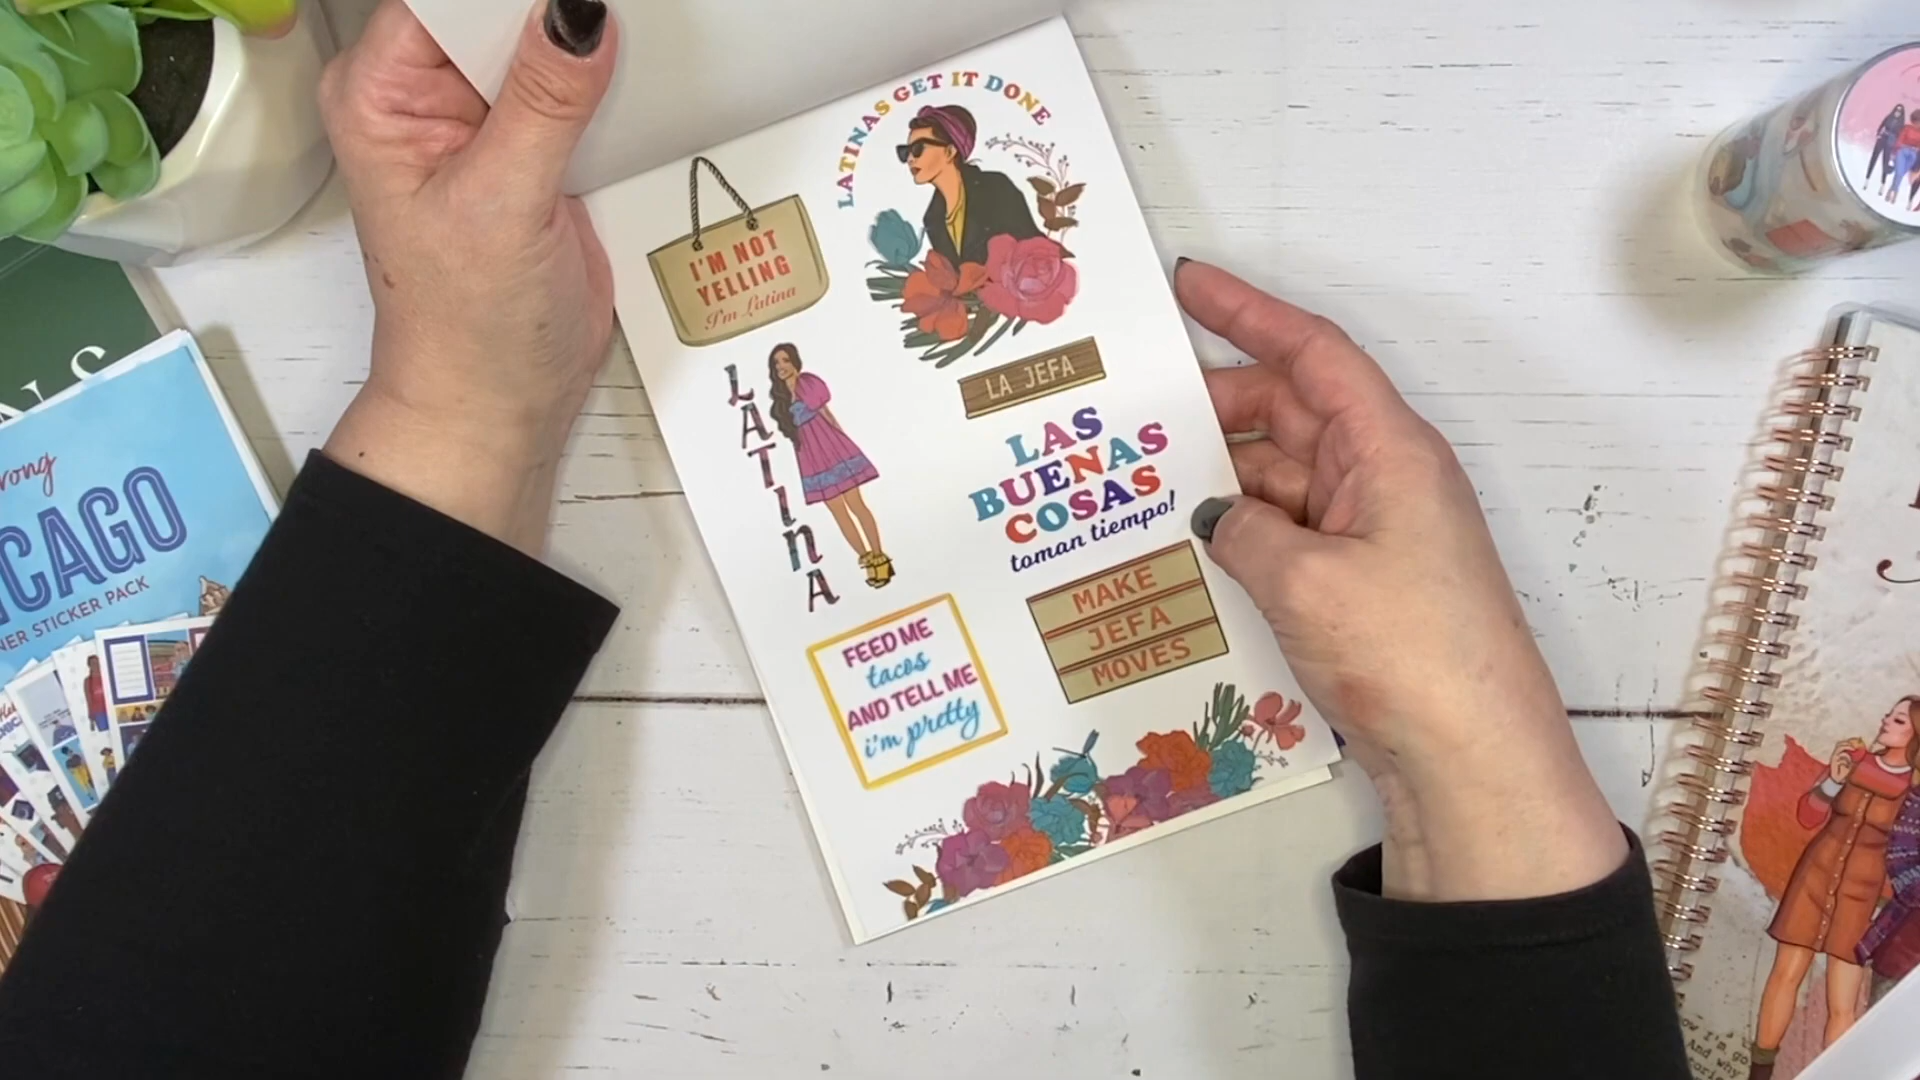 LATINAS GET IT DONE
I'M NOT
YELLING
I'm Latina
LATINA
LA JEFA
LAS
BUENAS
COSAS
toman tiempo!
MAKE
JEFA
MOVES
FEED ME
tacos
AND TELL ME
i'm pretty
CAGO
NER STICKER PACK